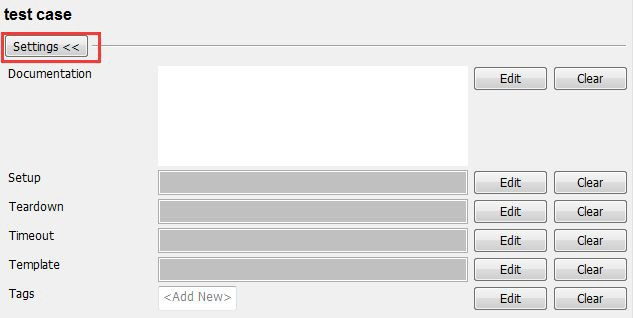 test case
Settings <<
Documentation Edit Clear
Setup Edit Clear
Teardown Edit Clear
Timeout Edit Clear
Template Edit Clear
Tags <Add New> Edit Clear